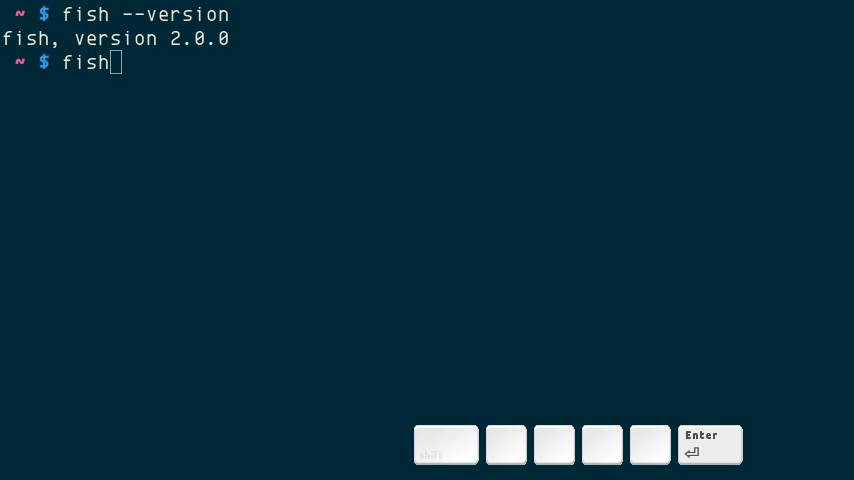 ~ $ fish --version
fish, version 2.0.0
~ $ fish
Enter
shift